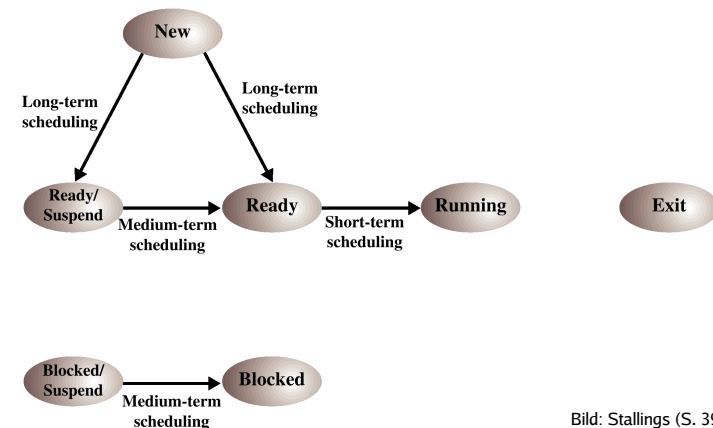 New
Long-term
scheduling
Long-term
scheduling
Ready/
Suspend
Medium-term
scheduling
Ready
Short-term
scheduling
Running
Exit
Blocked/
Suspend
Medium-term
scheduling
Blocked
Bild: Stallings (S. 39